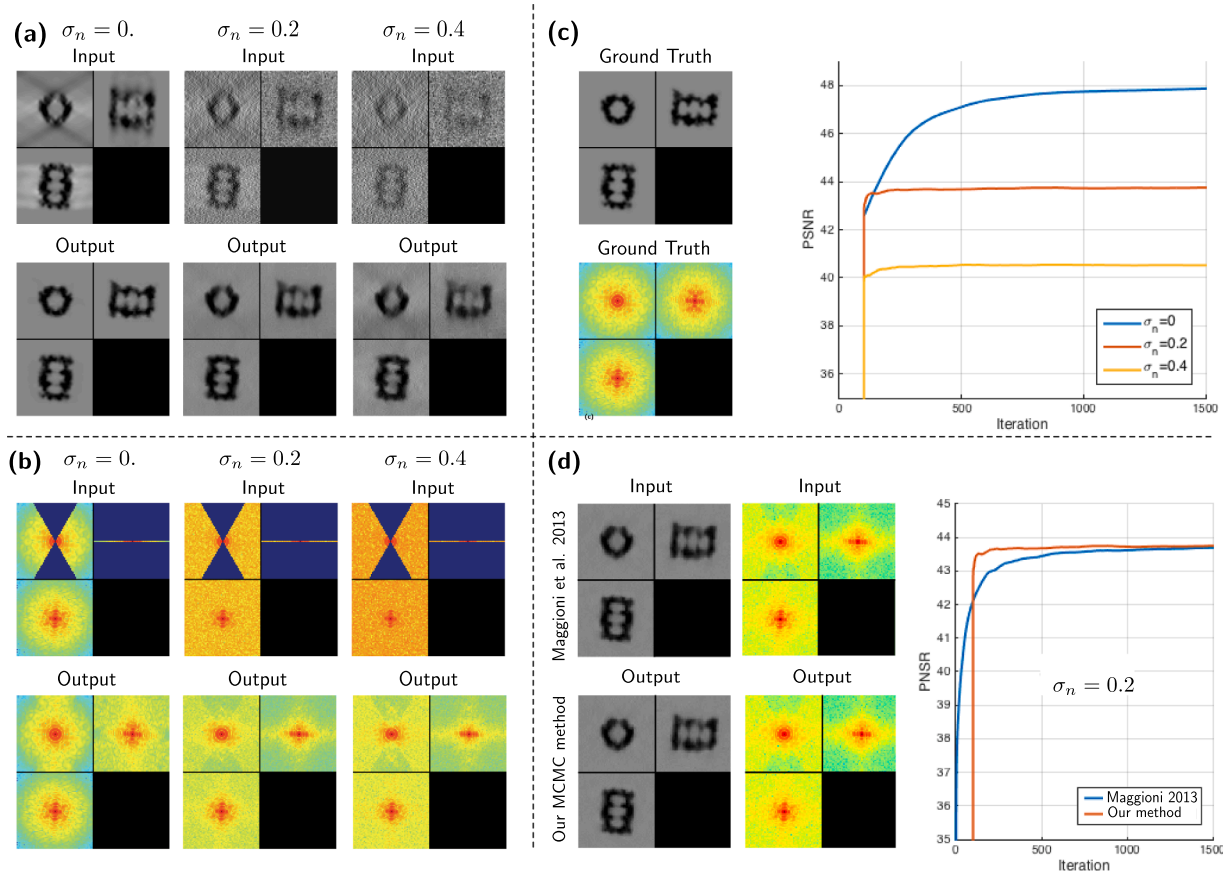 (a)
σn = 0.
σn = 0.2
σn = 0.4
Input
Input
Input
Output
Output
Output
(c)
Ground Truth
Ground Truth
(c)
48
46
44
42
40
38
36
PSNR
0
500
1000
1500
Iteration
σn=0
σn=0.2
σn=0.4
(b)
σn = 0.
σn = 0.2
σn = 0.4
Input
Input
Input
Output
Output
Output
(d)
Input
Input
Maggioni et al. 2013
Output
Output
Our MCMC method
45
44
43
42
41
40
39
38
37
36
35
PNSR
σn = 0.2
Maggioni 2013
Our method
0
500
1000
1500
Iteration